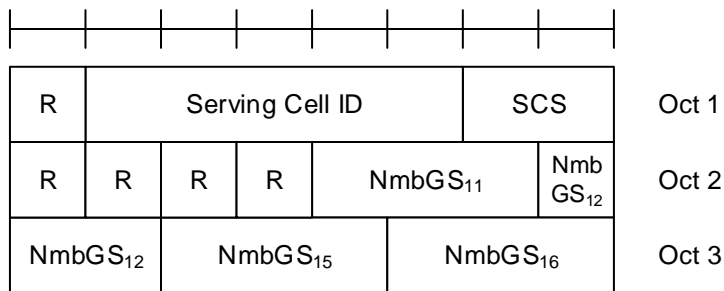 R Serving Cell ID SCS Oct 1
R R R R NmbGS₁₁ Nmb GS₁₂ Oct 2
NmbGS₁₂ NmbGS₁₅ NmbGS₁₆ Oct 3